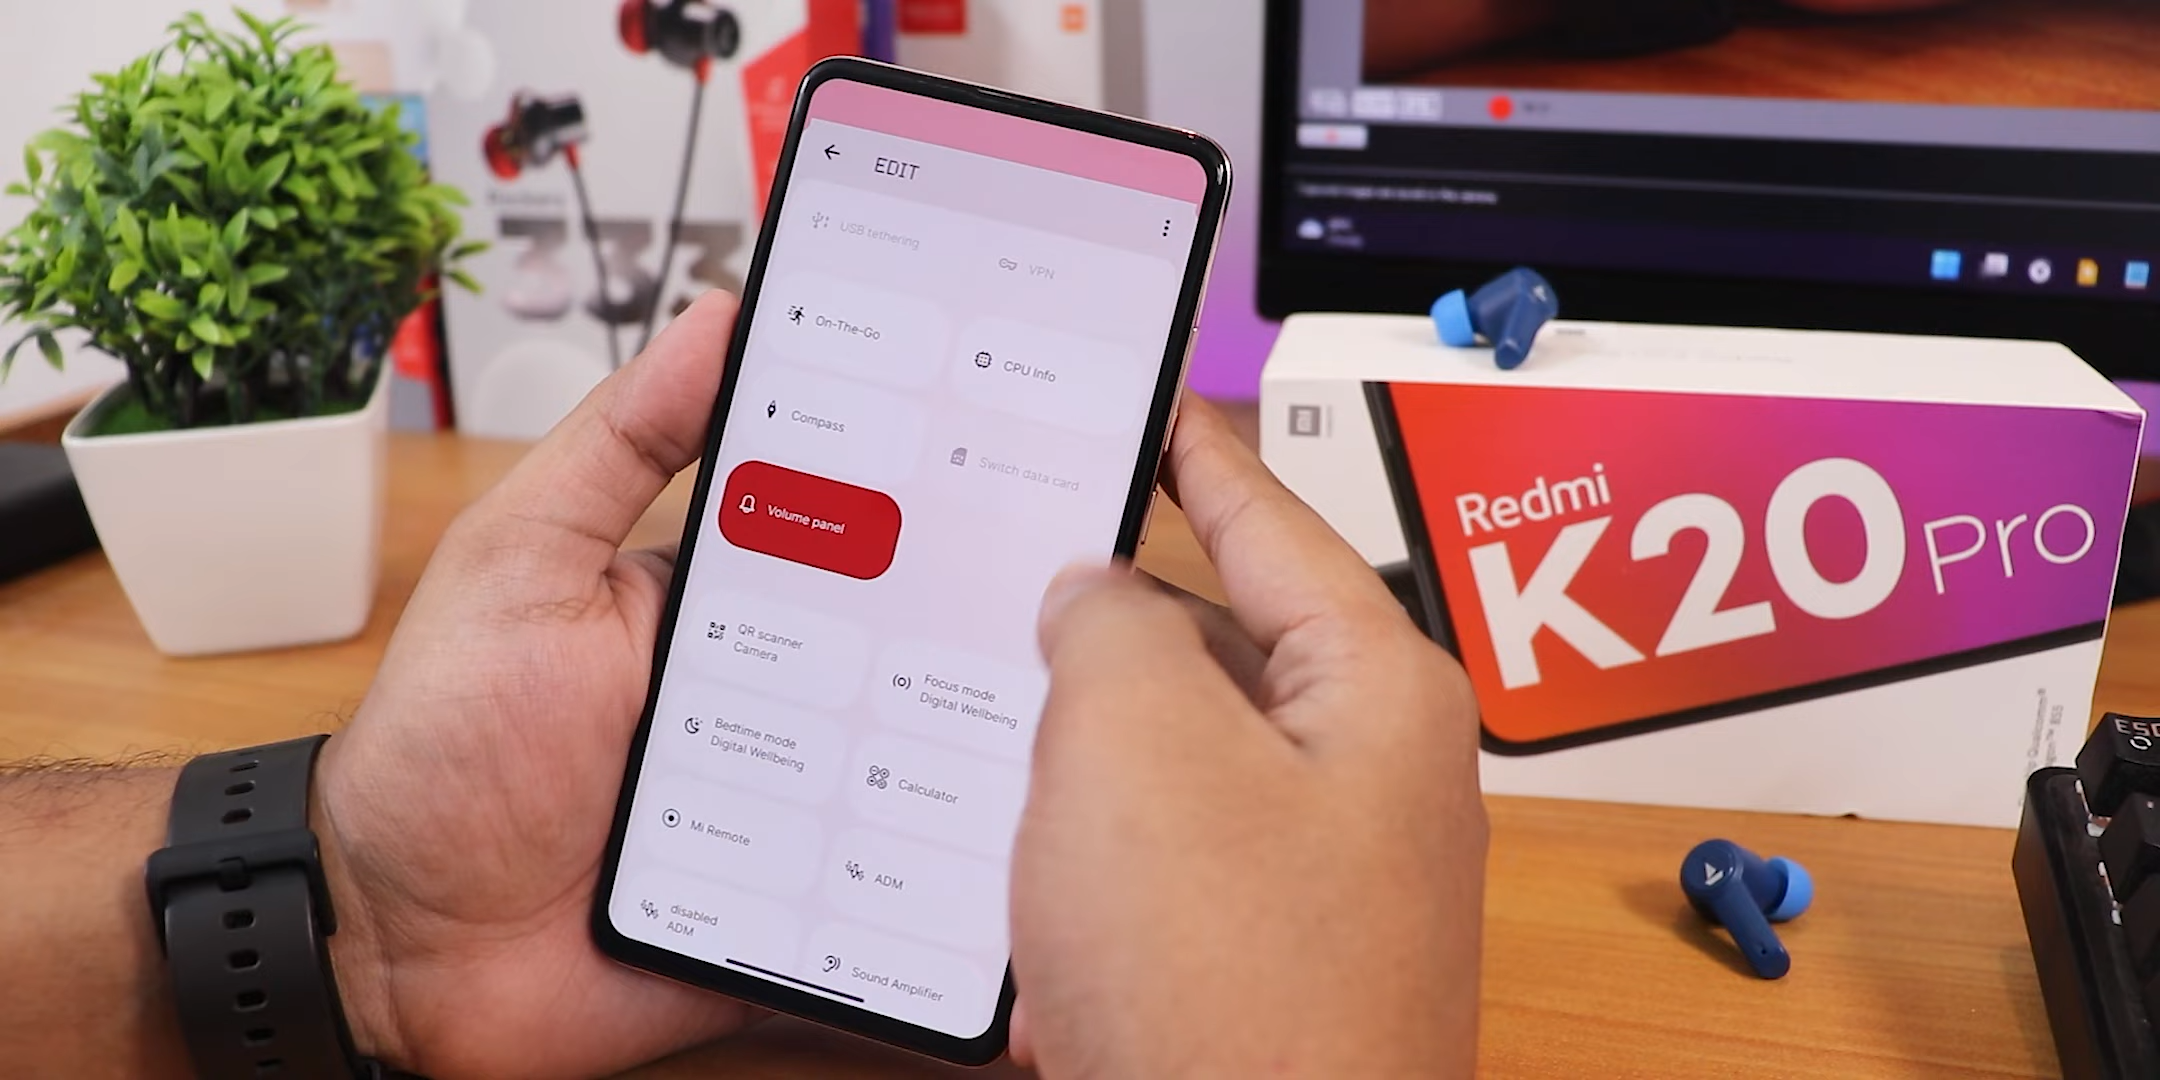 EDIT
USB tethering
VPN
On-The-Go
CPU Info
Compass
Switch data card
Volume panel
QR scanner
Camera
Focus mode
Digital Wellbeing
Bedtime mode
Digital Wellbeing
Calculator
Mi Remote
ADM
disabled
ADM
Sound Amplifier
Redmi
K20 Pro